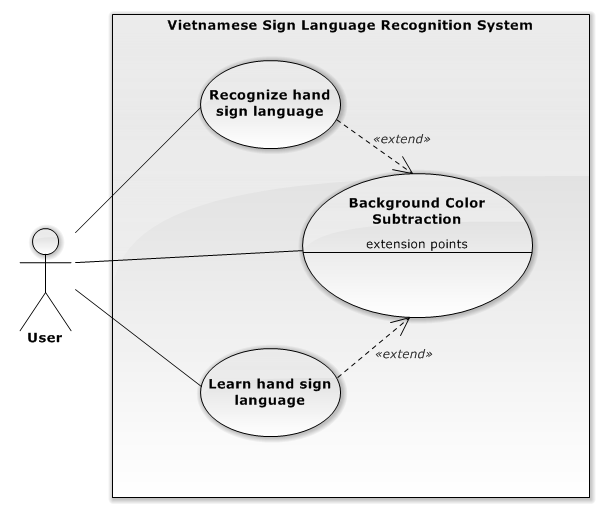 Vietnamese Sign Language Recognition System
Recognize hand
sign language
«extend»
Background Color
Subtraction
extension points
User
«extend»
Learn hand sign
language